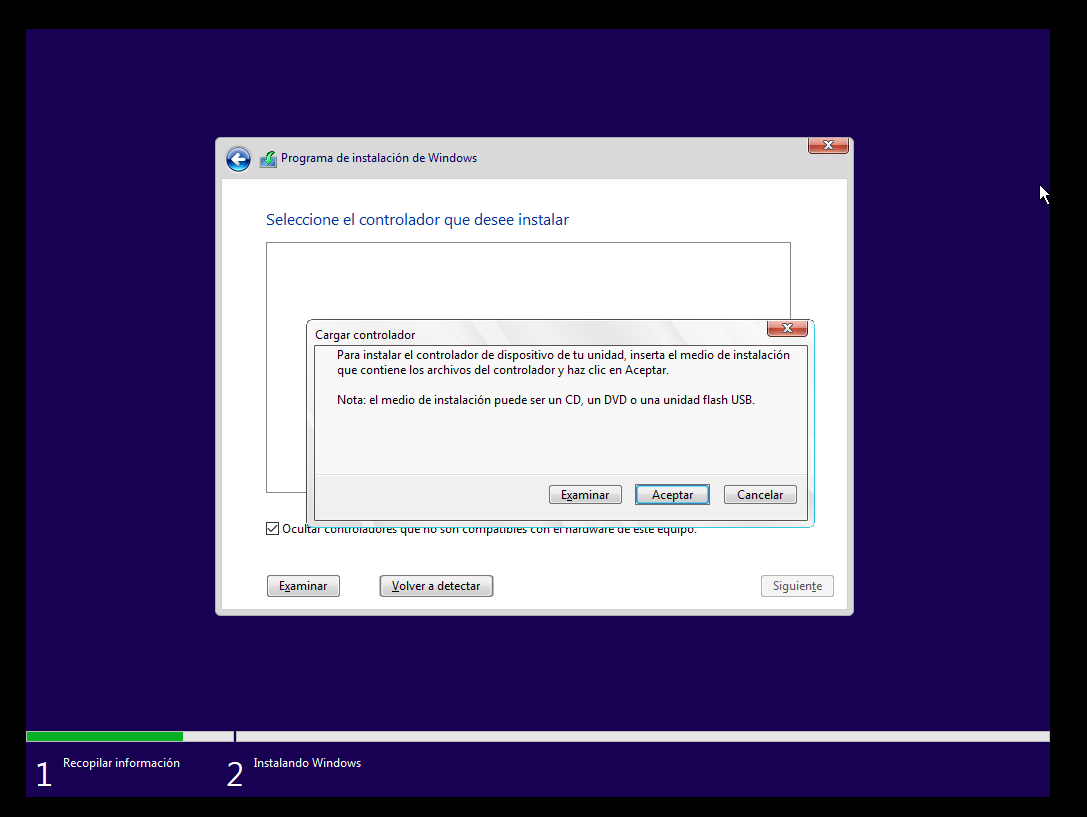 Programa de instalación de Windows
Seleccione el controlador que desee instalar
Cargar controlador
Para instalar el controlador de dispositivo de tu unidad, inserta el medio de instalación
que contiene los archivos del controlador y haz clic en Aceptar.
Nota: el medio de instalación puede ser un CD, un DVD o una unidad flash USB.
Examinar Aceptar Cancelar
Ocultar controladores que no son compatibles con el hardware de este equipo.
Examinar Volver a detectar Siguiente
1 Recopilar información 2 Instalando Windows